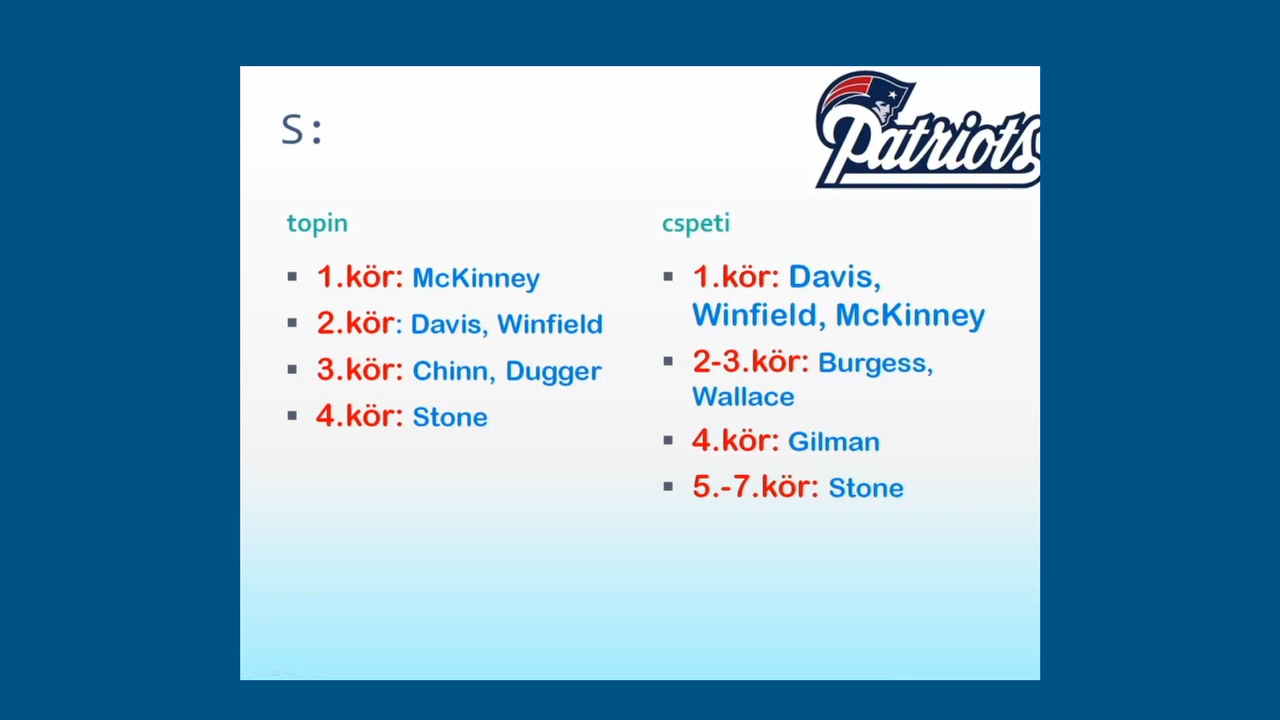 S:
Patriots
topin
1.kör: McKinney
2.kör: Davis, Winfield
3.kör: Chinn, Dugger
4.kör: Stone
cspeti
1.kör: Davis,
Winfield, McKinney
2-3.kör: Burgess,
Wallace
4.kör: Gilman
5.-7.kör: Stone